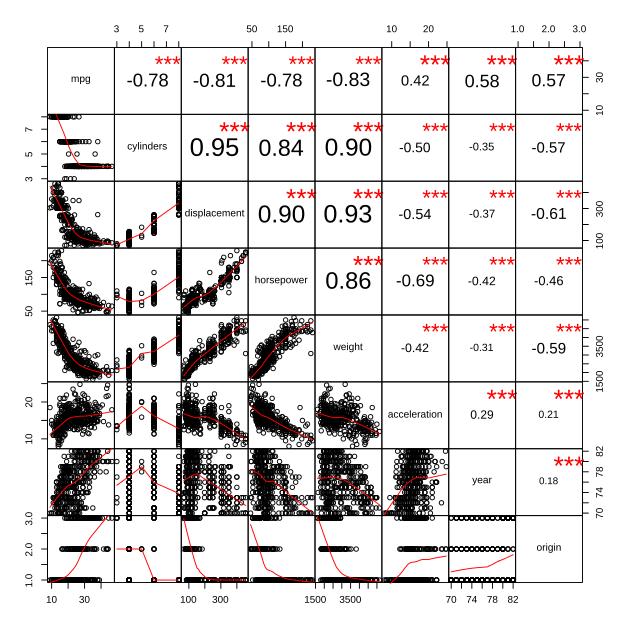 3 5 7 50 150 10 20 1.0 2.0 3.0
mpg *** -0.78 *** -0.81 *** -0.78 *** -0.83 *** 0.42 *** 0.58 *** 0.57 10 30
3 5 7 cylinders *** 0.95 *** 0.84 *** 0.90 *** -0.50 *** -0.35 *** -0.57
displacement *** 0.90 *** 0.93 *** -0.54 *** -0.37 *** -0.61 100 300
50 150 horsepower *** 0.86 *** -0.69 *** -0.42 *** -0.46
weight *** -0.42 *** -0.31 *** -0.59 1500 3500
10 20 acceleration *** 0.29 *** 0.21
year *** 0.18 70 74 78 82
1.0 2.0 3.0 origin
10 30 100 300 1500 3500 70 74 78 82